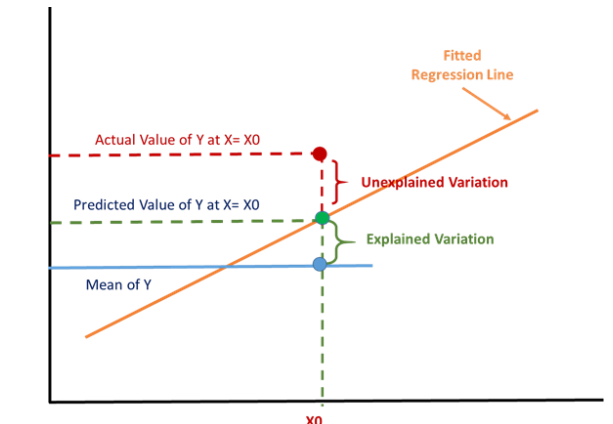 Fitted
Regression Line
Actual Value of Y at X= X0
Unexplained Variation
Predicted Value of Y at X= X0
Explained Variation
Mean of Y
X0